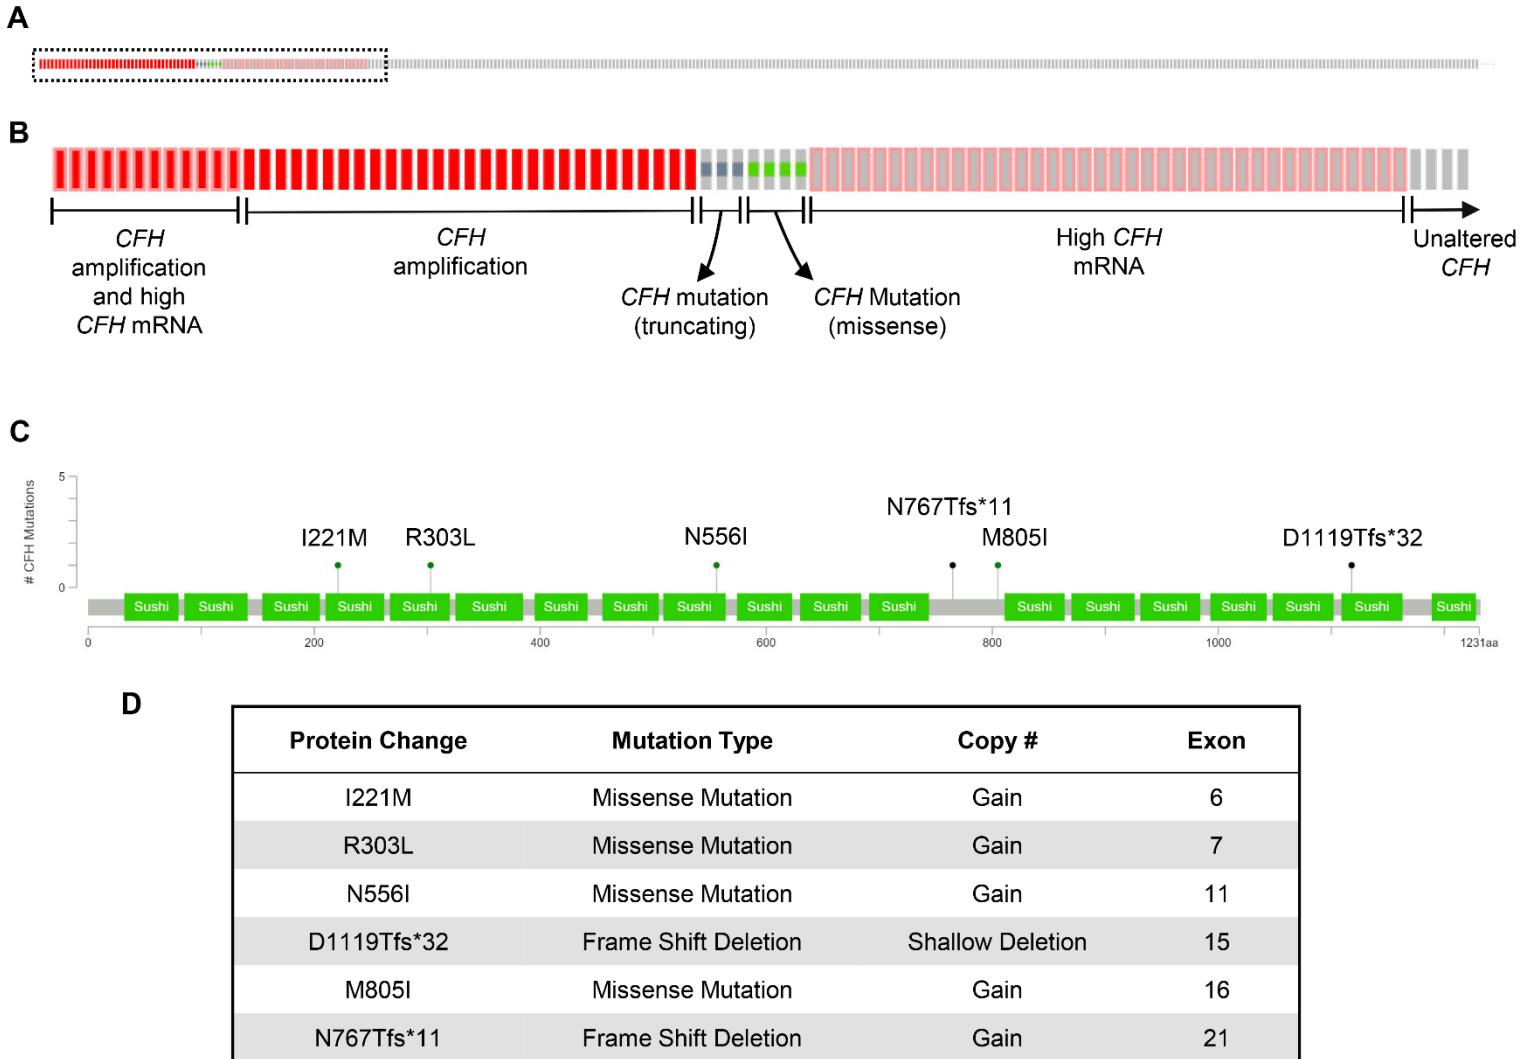 A
B
CFH
amplification
and high
CFH mRNA
CFH
amplification
CFH mutation
(truncating)
CFH Mutation
(missense)
High CFH
mRNA
Unaltered
CFH
C
# CFH Mutations
5
0
I221M
R303L
N556I
N767Tfs*11
M805I
D1119Tfs*32
Sushi Sushi Sushi Sushi Sushi Sushi Sushi Sushi Sushi Sushi Sushi Sushi Sushi Sushi Sushi Sushi Sushi Sushi Sushi
0 200 400 600 800 1000 1231aa
D
Protein Change Mutation Type Copy # Exon
I221M Missense Mutation Gain 6
R303L Missense Mutation Gain 7
N556I Missense Mutation Gain 11
D1119Tfs*32 Frame Shift Deletion Shallow Deletion 15
M805I Missense Mutation Gain 16
N767Tfs*11 Frame Shift Deletion Gain 21